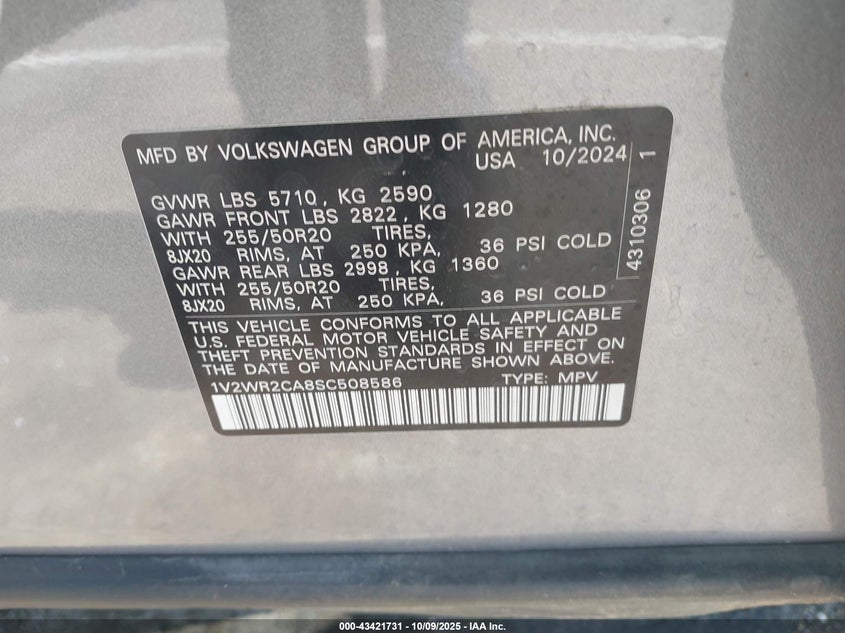 MFD BY VOLKSWAGEN GROUP OF AMERICA, INC.
USA 10/2024
GVWR LBS 5710, KG 2590
GAWR FRONT LBS 2822, KG 1280
WITH 255/50R20 TIRES,
8JX20 RIMS, AT 250 KPA, 36 PSI COLD
GAWR REAR LBS 2998, KG 1360
WITH 255/50R20 TIRES,
8JX20 RIMS, AT 250 KPA, 36 PSI COLD
4310306 1
THIS VEHICLE CONFORMS TO ALL APPLICABLE
U.S. FEDERAL MOTOR VEHICLE SAFETY AND
THEFT PREVENTION STANDARDS IN EFFECT ON
THE DATE OF MANUFACTURE SHOWN ABOVE.
1V2WR2CA8SC508586 TYPE: MPV
000-43421731 - 10/09/2025 - IAA Inc.